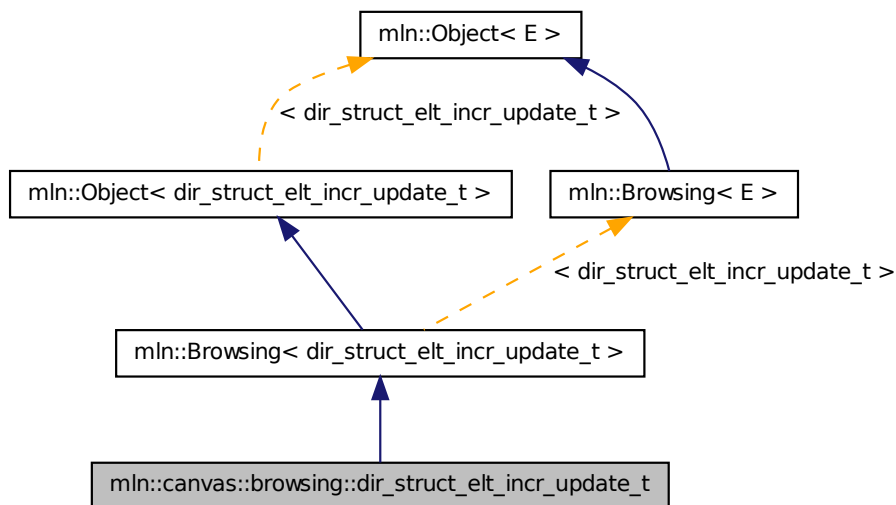 mln::Object< E >
< dir_struct_elt_incr_update_t >
mln::Object< dir_struct_elt_incr_update_t >
mln::Browsing< E >
< dir_struct_elt_incr_update_t >
mln::Browsing< dir_struct_elt_incr_update_t >
mln::canvas::browsing::dir_struct_elt_incr_update_t